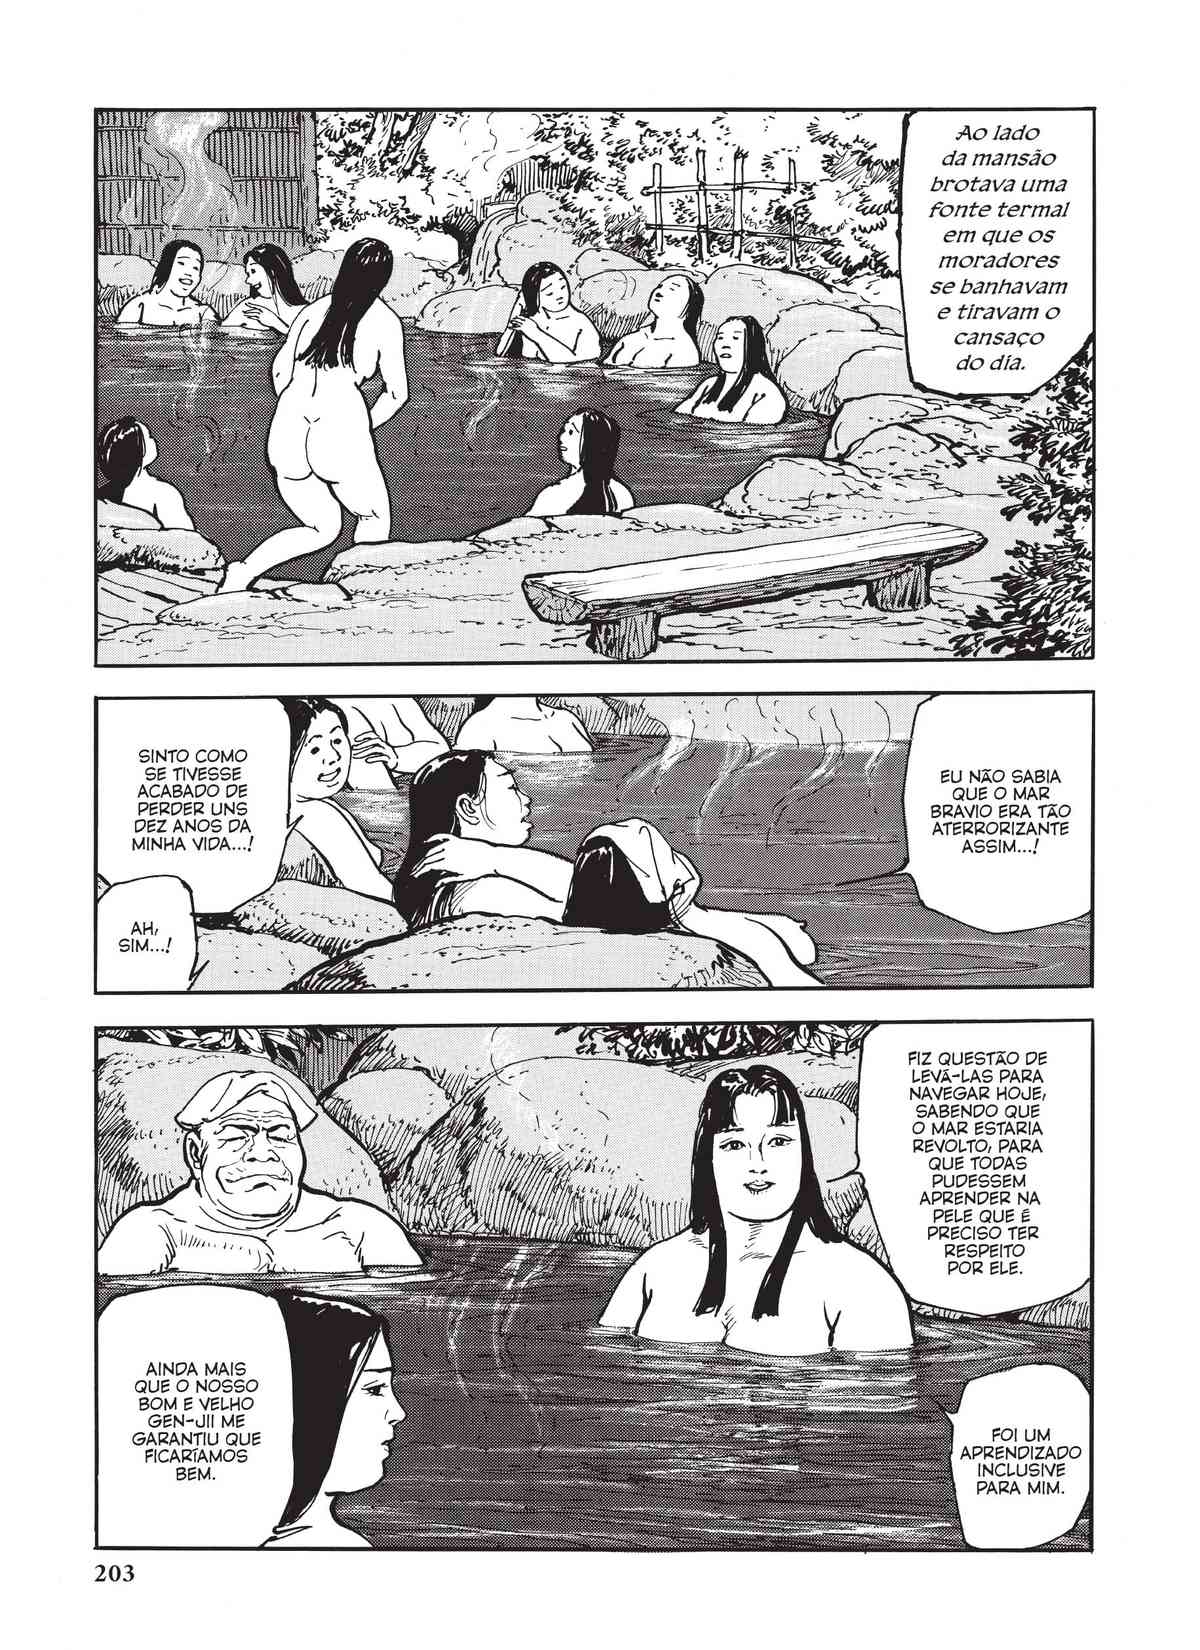 Ao lado
da mansão
brotava uma
fonte termal
em que os
moradores
se banhavam
e tiravam o
cansaço
do dia.
EU NÃO SABIA
QUE O MAR
BRAVIO ERA TÃO
ATERRORIZANTE
ASSIM...!
SINTO COMO
SE TIVESSE
ACABADO DE
PERDER UNS
DEZ ANOS DA
MINHA VIDA...!
AH,
SIM...!
FIZ QUESTÃO DE
LEVÁ-LAS PARA
NAVEGAR HOJE,
SABENDO QUE
O MAR ESTARIA
REVOLTO, PARA
QUE TODAS
PUDESSEM
APRENDER NA
PELE QUE É
PRECISO TER
RESPEITO
POR ELE.
FOI UM
APRENDIZADO
INCLUSIVE
PARA MIM.
AINDA MAIS
QUE O NOSSO
BOM E VELHO
GEN-JII ME
GARANTIU QUE
FICARÍAMOS
BEM.
203